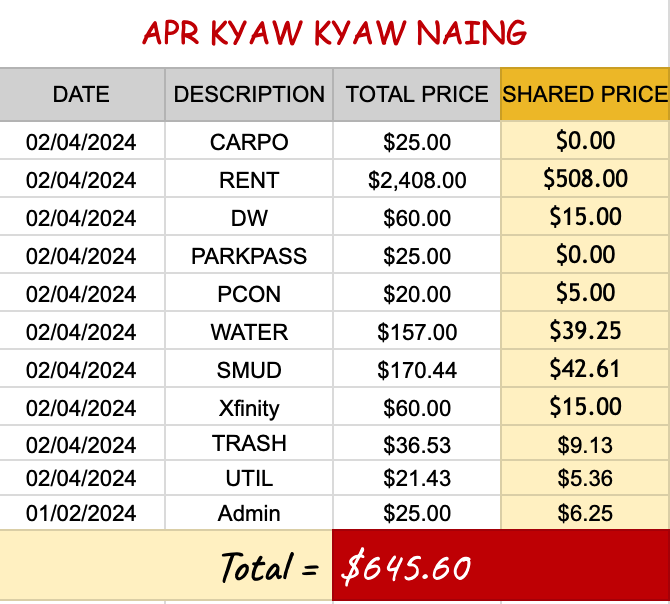 APR KYAW KYAW NAING
DATE DESCRIPTION TOTAL PRICE SHARED PRICE
02/04/2024 CARPO $25.00 $0.00
02/04/2024 RENT $2,408.00 $508.00
02/04/2024 DW $60.00 $15.00
02/04/2024 PARKPASS $25.00 $0.00
02/04/2024 PCON $20.00 $5.00
02/04/2024 WATER $157.00 $39.25
02/04/2024 SMUD $170.44 $42.61
02/04/2024 Xfinity $60.00 $15.00
02/04/2024 TRASH $36.53 $9.13
02/04/2024 UTIL $21.43 $5.36
01/02/2024 Admin $25.00 $6.25
Total = $645.60